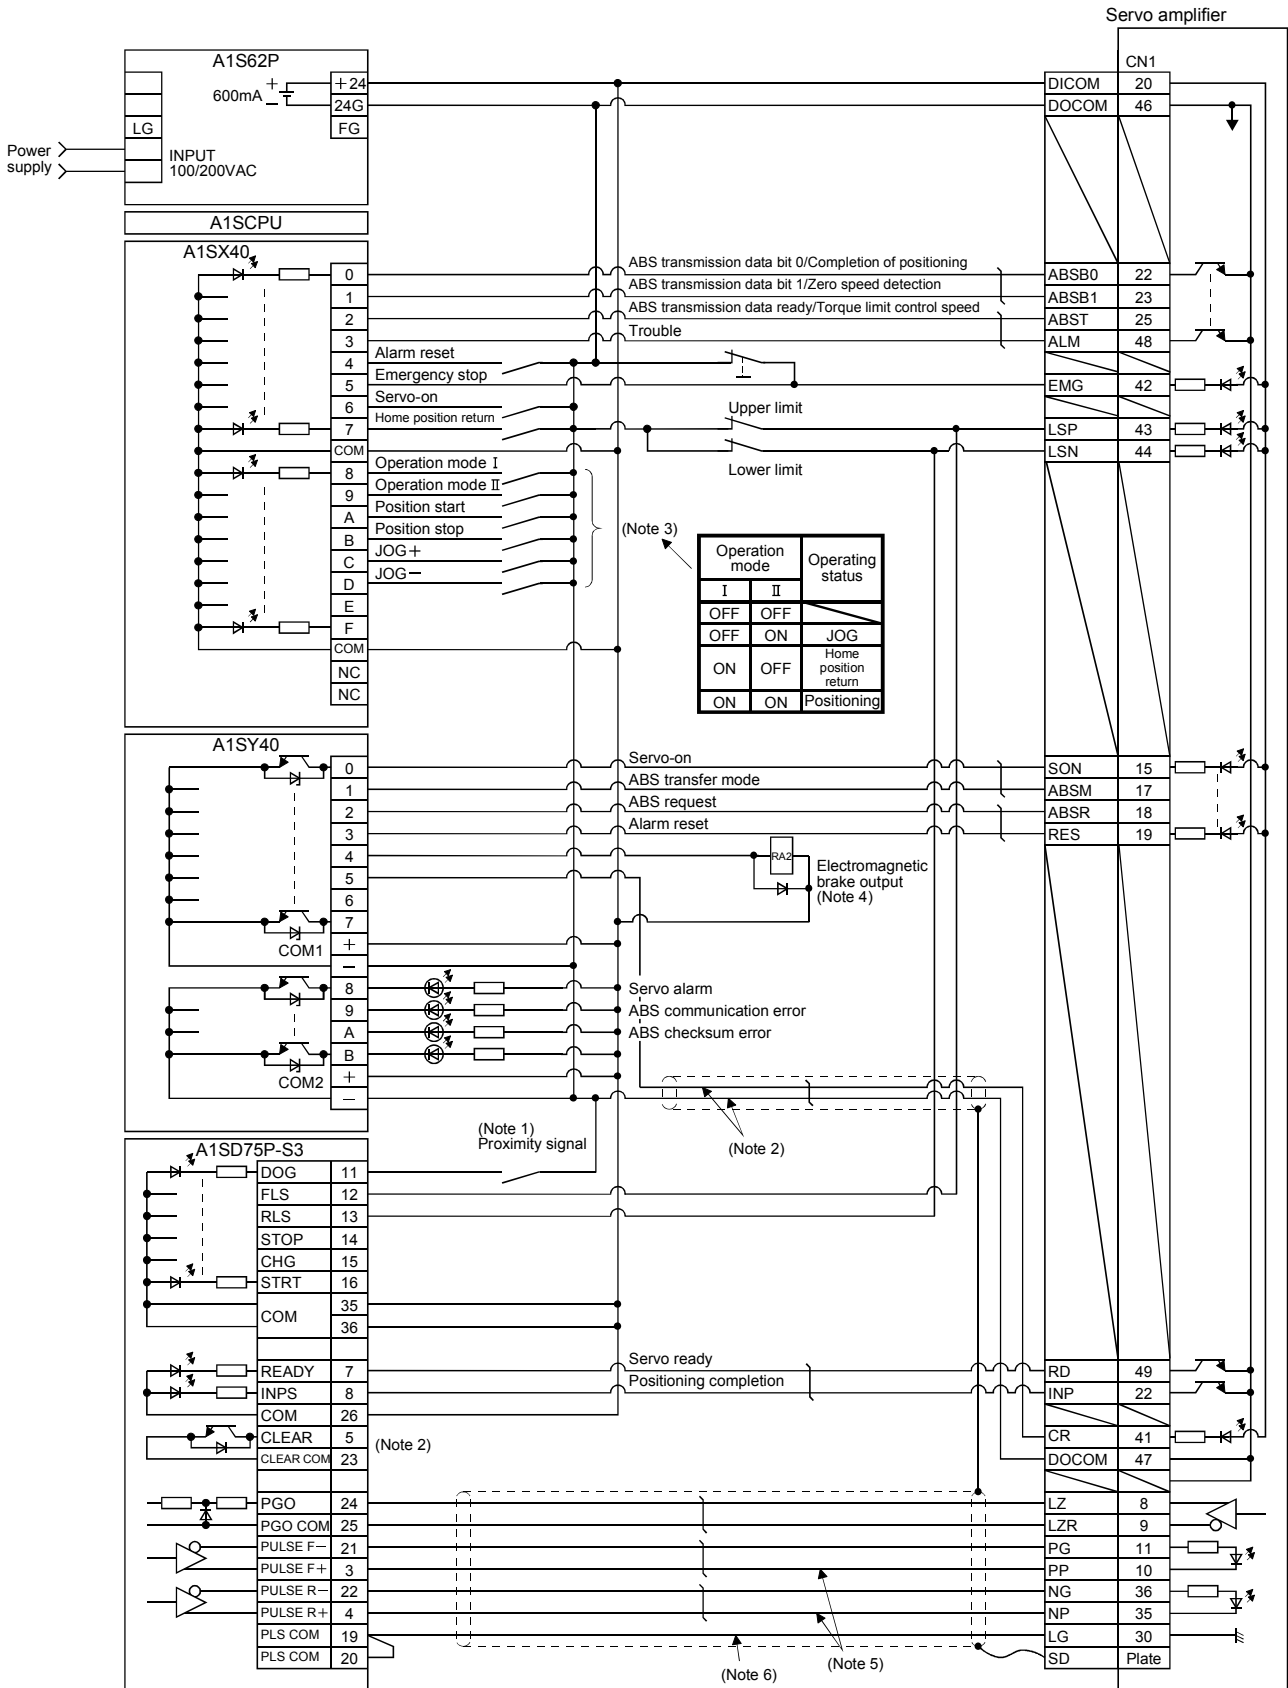 Servo amplifier
A1S62P
CN1
+
+24
DICOM 20
600mA
−
24G
DOCOM 46
LG
FG
Power supply
INPUT
100/200VAC
A1SCPU
A1SX40
0
ABS transmission data bit 0/Completion of positioning
ABSB0 22
1
ABS transmission data bit 1/Zero speed detection
ABSB1 23
2
ABS transmission data ready/Torque limit control speed
ABST 25
3
Trouble
ALM 48
4
Alarm reset
5
Emergency stop
EMG 42
6
Servo-on
7
Home position return
Upper limit
LSP 43
COM
Lower limit
LSN 44
8
Operation mode I
9
Operation mode II
A
Position start
B
Position stop
C
JOG+
D
JOG−
E
F
COM
NC
NC
(Note 3)
Operation mode
Operating status
I II
OFF OFF
OFF ON JOG
ON OFF Home position return
ON ON Positioning
A1SY40
0
Servo-on
SON 15
1
ABS transfer mode
ABSM 17
2
ABS request
ABSR 18
3
Alarm reset
RES 19
4
RA2
Electromagnetic
brake output
(Note 4)
5
6
7
COM1
+
−
8
Servo alarm
9
ABS communication error
A
ABS checksum error
B
COM2
+
−
(Note 2)
(Note 1)
Proximity signal
A1SD75P-S3
DOG 11
FLS 12
RLS 13
STOP 14
CHG 15
STRT 16
COM
35
36
READY 7
Servo ready
RD 49
INPS 8
Positioning completion
INP 22
COM 26
CLEAR 5
(Note 2)
CR 41
CLEAR COM 23
DOCOM 47
PGO 24
LZ 8
PGO COM 25
LZR 9
PULSE F− 21
PG 11
PULSE F+ 3
PP 10
PULSE R− 22
NG 36
PULSE R+ 4
NP 35
PLS COM 19
LG 30
PLS COM 20
SD Plate
(Note 6)
(Note 5)